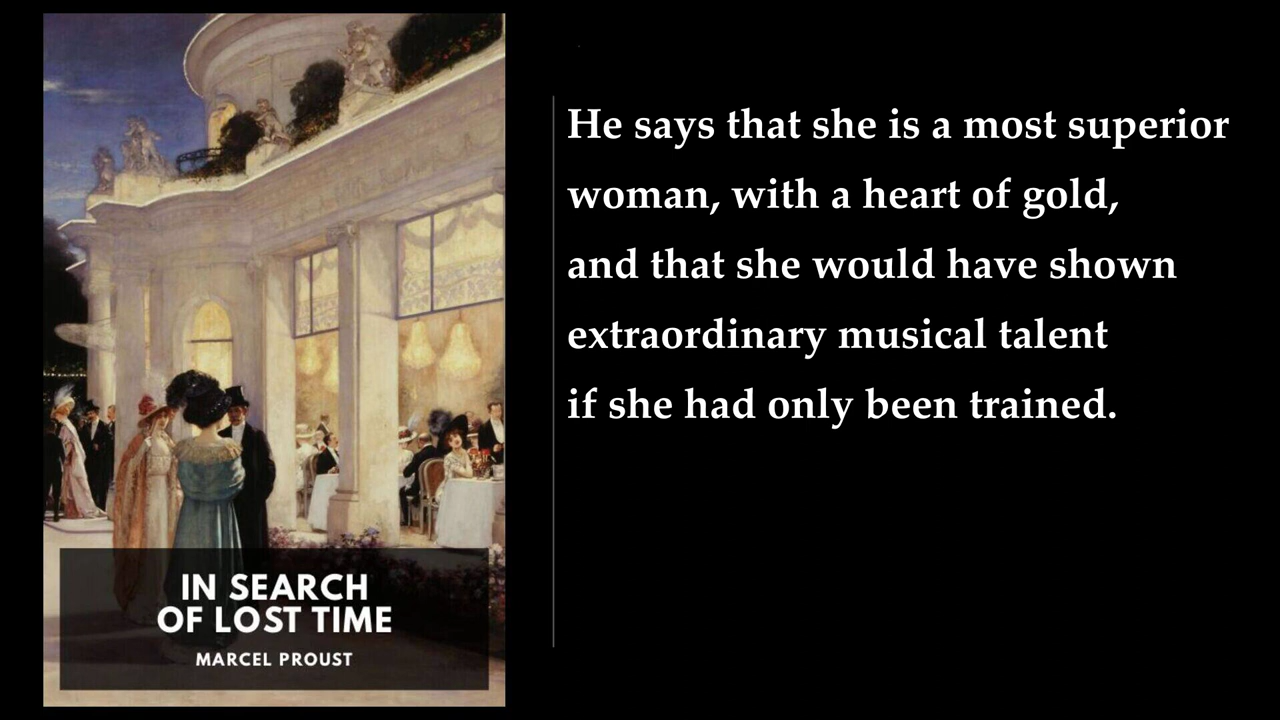 He says that she is a most superior
woman, with a heart of gold,
and that she would have shown
extraordinary musical talent
if she had only been trained.
IN SEARCH
OF LOST TIME
MARCEL PROUST